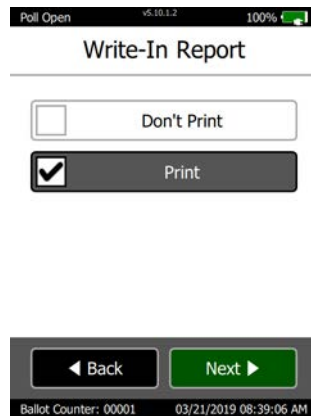 Poll Open v5.10.1.2 100%
Write-In Report
Don't Print
Print
Back Next
Ballot Counter: 00001 03/21/2019 08:39:06 AM